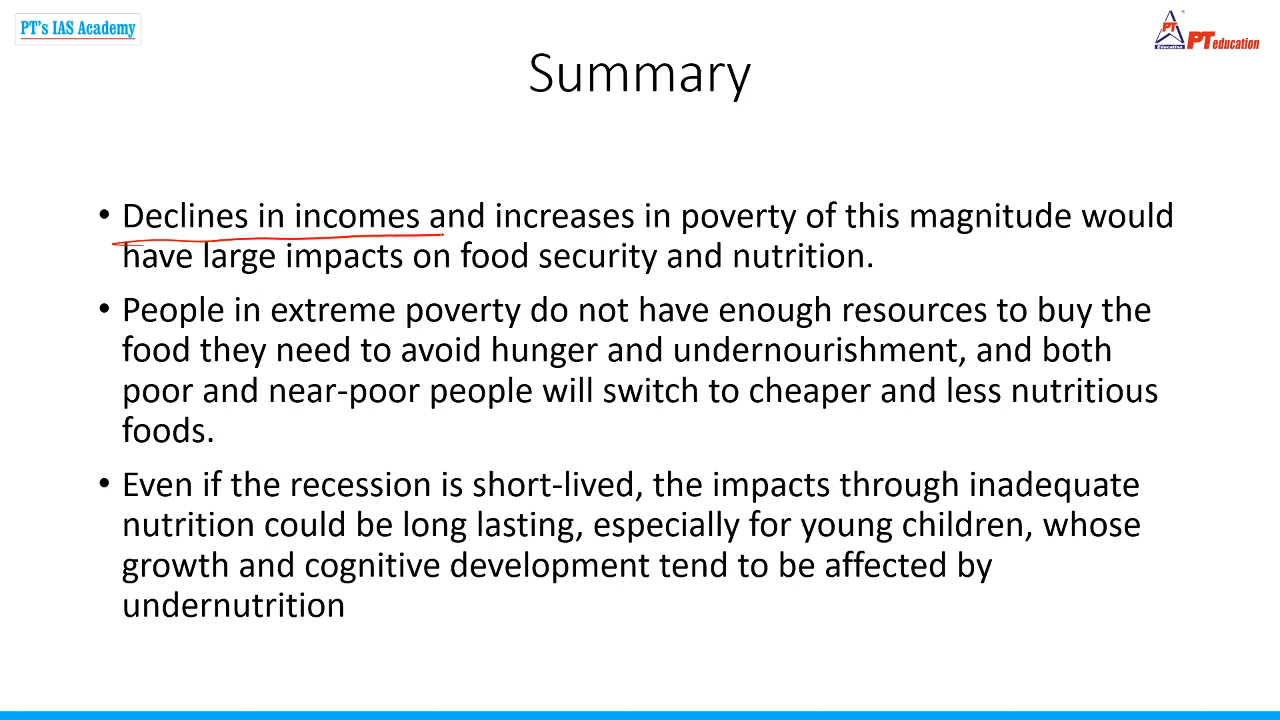 PT's IAS Academy
PT
Education
PT education
Summary
• Declines in incomes and increases in poverty of this magnitude would
have large impacts on food security and nutrition.
• People in extreme poverty do not have enough resources to buy the
food they need to avoid hunger and undernourishment, and both
poor and near-poor people will switch to cheaper and less nutritious
foods.
• Even if the recession is short-lived, the impacts through inadequate
nutrition could be long lasting, especially for young children, whose
growth and cognitive development tend to be affected by
undernutrition